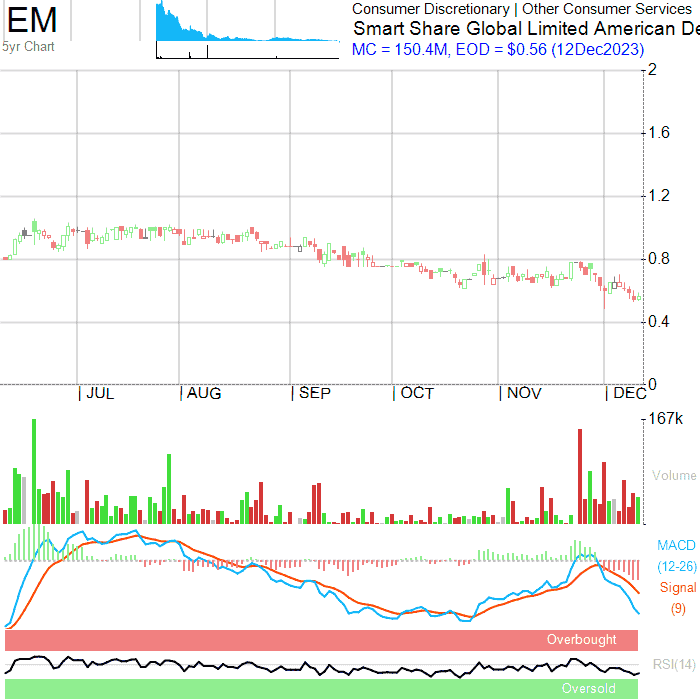 EM
5yr Chart
Consumer Discretionary | Other Consumer Services
Smart Share Global Limited American De
MC = 150.4M, EOD = $0.56 (12Dec2023)
2
1.6
1.2
0.8
0.4
0
JUL
AUG
SEP
OCT
NOV
DEC
167k
Volume
MACD
(12-26)
Signal
(9)
Overbought
RSI(14)
Oversold